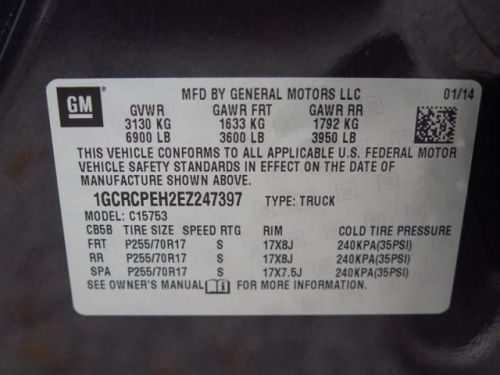 GM
MFD BY GENERAL MOTORS LLC 01/14
GVWR GAWR FRT GAWR RR
3130 KG 1633 KG 1792 KG
6900 LB 3600 LB 3950 LB
THIS VEHICLE CONFORMS TO ALL APPLICABLE U.S. FEDERAL MOTOR
VEHICLE SAFETY STANDARDS IN EFFECT ON THE DATE OF
MANUFACTURE SHOWN ABOVE.
1GCRCPEH2EZ247397 TYPE: TRUCK
MODEL: C15753
CB5B TIRE SIZE SPEED RTG RIM COLD TIRE PRESSURE
FRT P255/70R17 S 17X8J 240KPA(35PSI)
RR P255/70R17 S 17X8J 240KPA(35PSI)
SPA P255/70R17 S 17X7.5J 240KPA(35PSI)
SEE OWNER'S MANUAL FOR MORE INFORMATION.